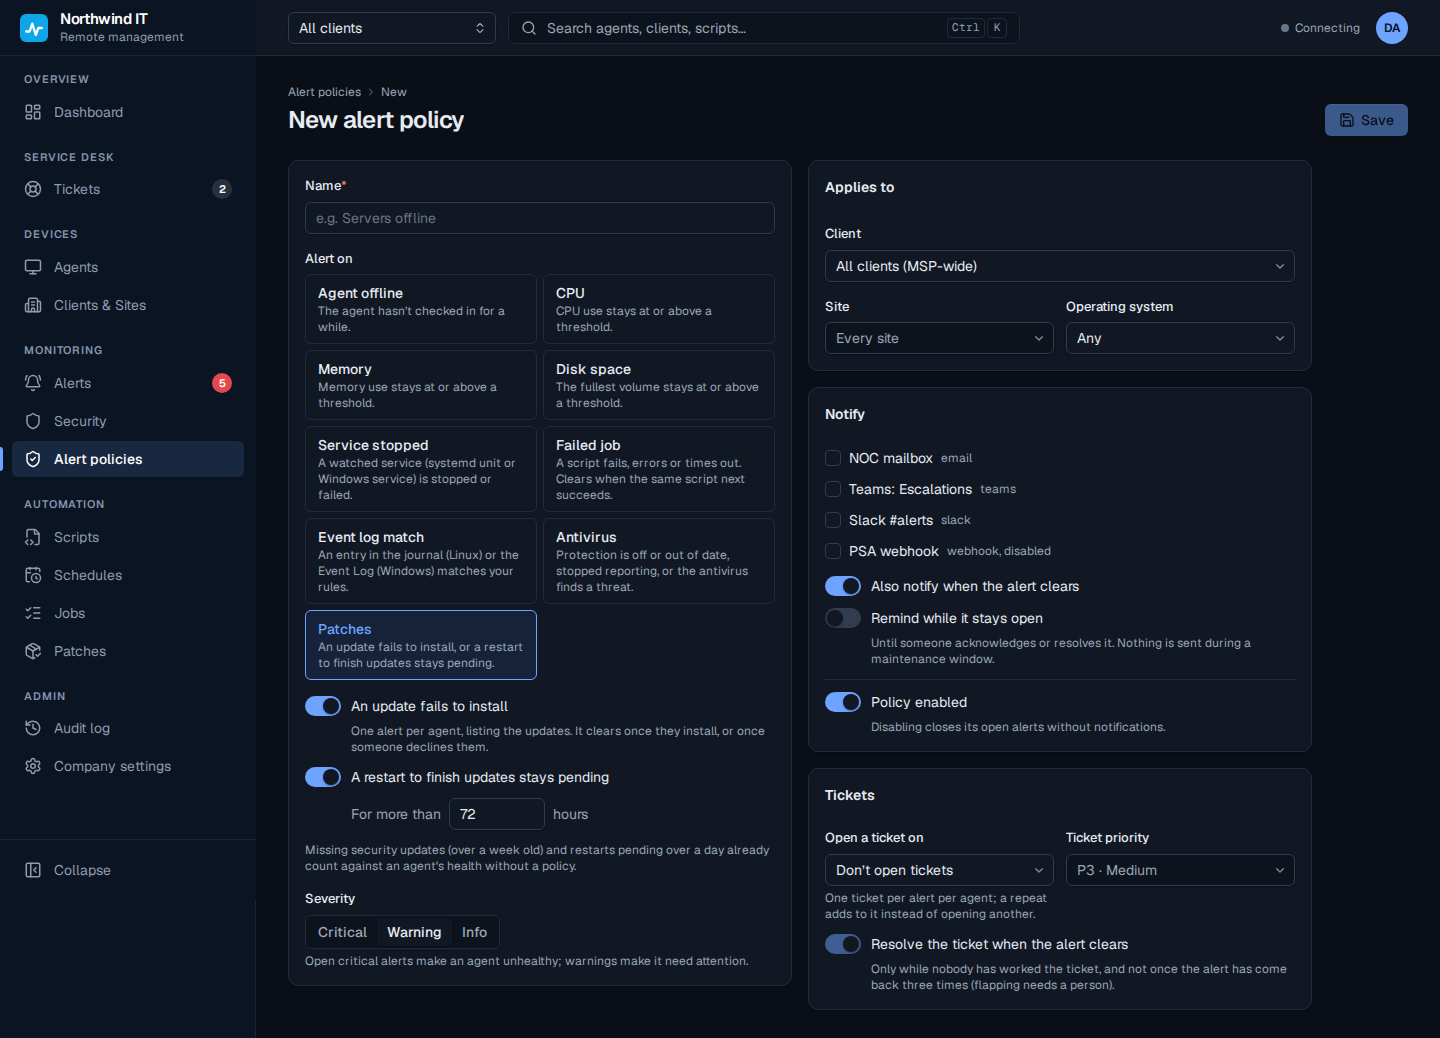 Northwind IT
Remote management
All clients
Search agents, clients, scripts...
Ctrl K
Connecting
DA
OVERVIEW
Dashboard
SERVICE DESK
Tickets 2
DEVICES
Agents
Clients & Sites
MONITORING
Alerts 5
Security
Alert policies
AUTOMATION
Scripts
Schedules
Jobs
Patches
ADMIN
Audit log
Company settings
Collapse
Alert policies > New
New alert policy
Save
Name*
e.g. Servers offline
Alert on
Agent offline
The agent hasn't checked in for a
while.
CPU
CPU use stays at or above a
threshold.
Memory
Memory use stays at or above a
threshold.
Disk space
The fullest volume stays at or above
a threshold.
Service stopped
A watched service (systemd unit or
Windows service) is stopped or
failed.
Failed job
A script fails, errors or times out.
Clears when the same script next
succeeds.
Event log match
An entry in the journal (Linux) or the
Event Log (Windows) matches your
rules.
Antivirus
Protection is off or out of date,
stopped reporting, or the antivirus
finds a threat.
Patches
An update fails to install, or a restart
to finish updates stays pending.
An update fails to install
One alert per agent, listing the updates. It clears once they install, or once
someone declines them.
A restart to finish updates stays pending
For more than 72 hours
Missing security updates (over a week old) and restarts pending over a day already
count against an agent's health without a policy.
Severity
Critical Warning Info
Open critical alerts make an agent unhealthy; warnings make it need attention.
Applies to
Client
All clients (MSP-wide)
Site
Every site
Operating system
Any
Notify
NOC mailbox email
Teams: Escalations teams
Slack #alerts slack
PSA webhook webhook, disabled
Also notify when the alert clears
Remind while it stays open
Until someone acknowledges or resolves it. Nothing is sent during a
maintenance window.
Policy enabled
Disabling closes its open alerts without notifications.
Tickets
Open a ticket on
Don't open tickets
One ticket per alert per agent; a repeat
adds to it instead of opening another.
Ticket priority
P3 · Medium
Resolve the ticket when the alert clears
Only while nobody has worked the ticket, and not once the alert has come
back three times (flapping needs a person).